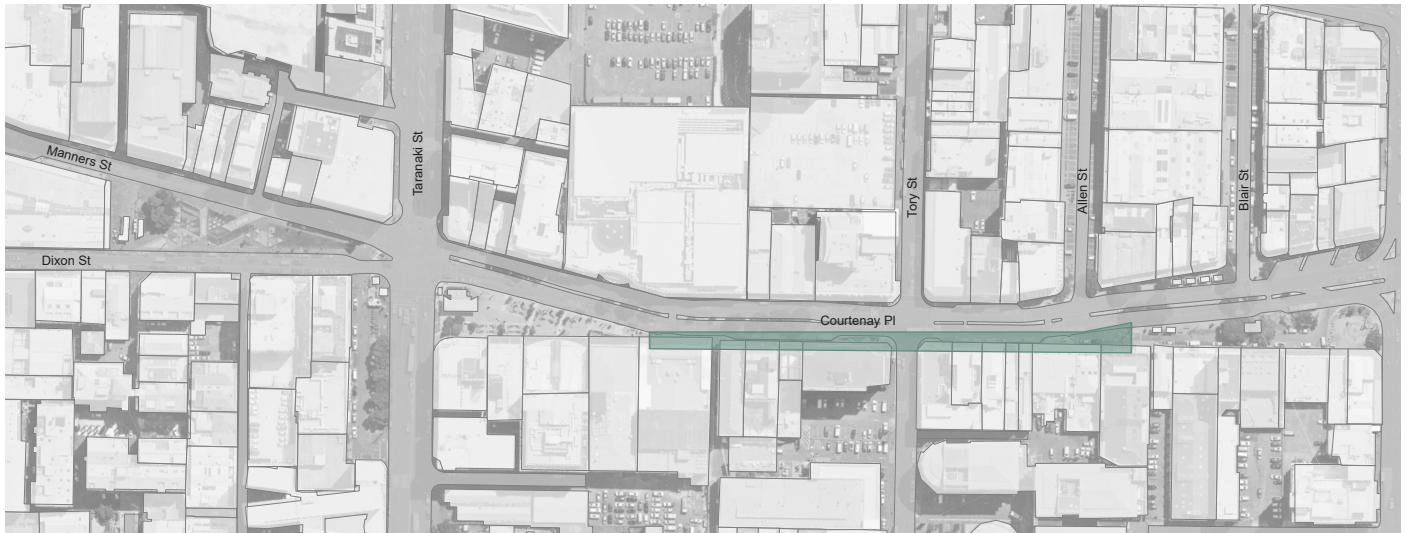 Manners St
Taranaki St
Tory St
Allen St
Blair St
Dixon St
Courtenay Pl